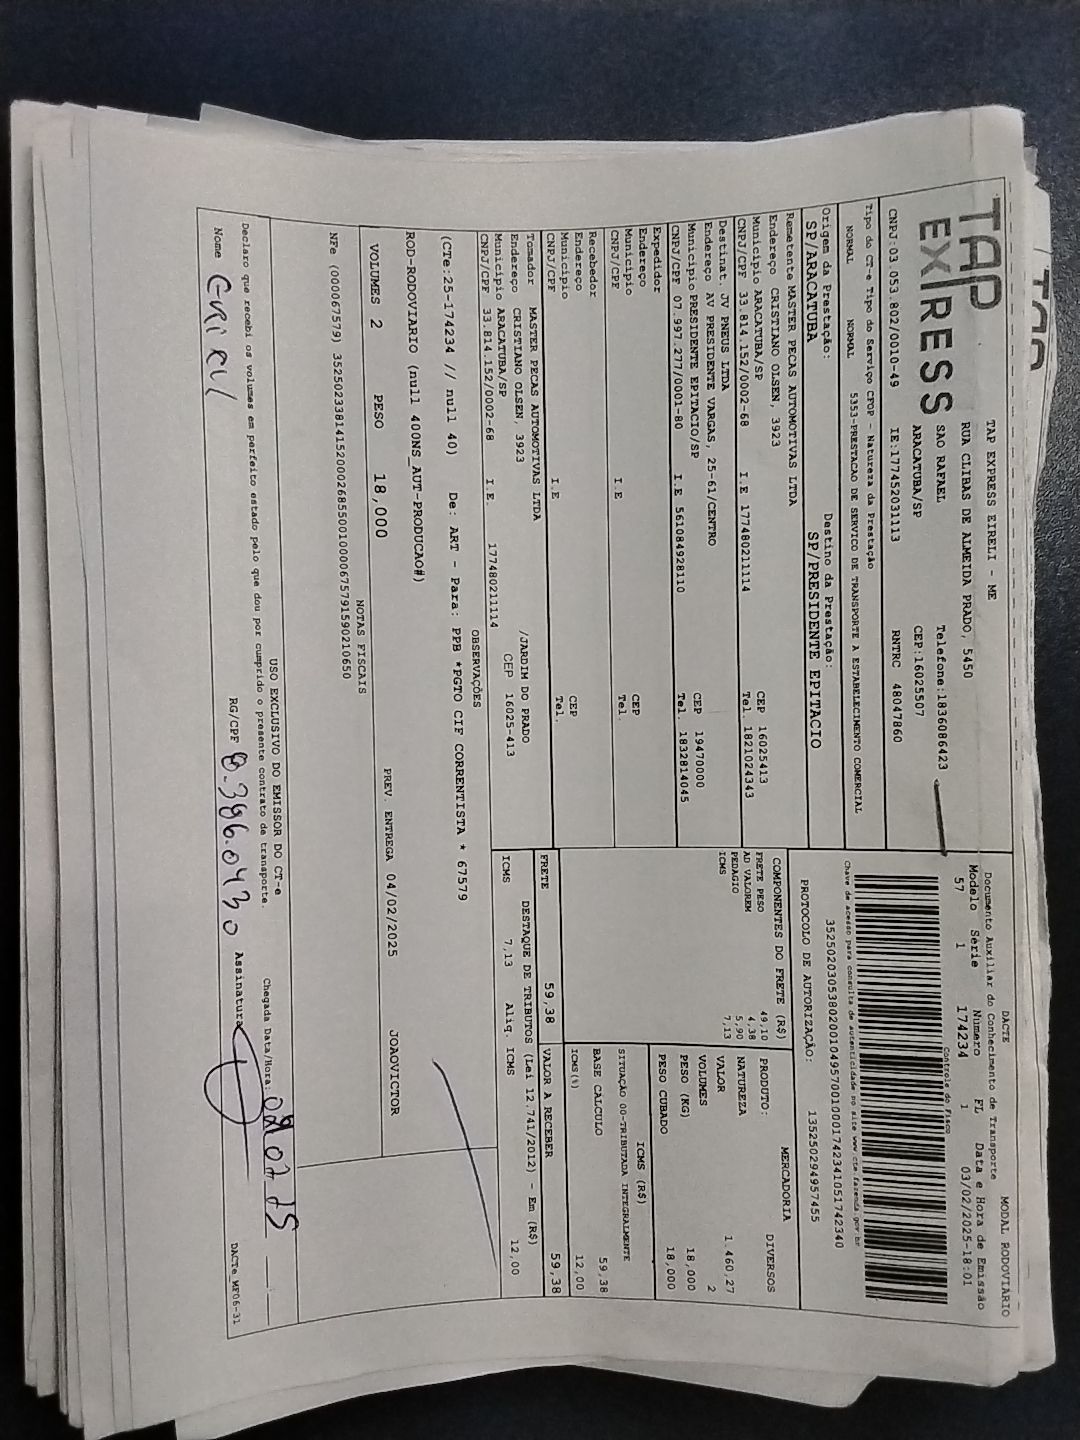 TAP
EXPRESS
TAP EXPRESS EIRELI - ME
RUA CLIBAS DE ALMEIDA PRADO, 5450
SAO RAFAEL Telefone:1836086423
ARACATUBA/SP CEP:16025507
CNPJ:03.053.802/0010-49 IE:177452031113 RNTRC 48047860
DACTE MODAL RODOVIÁRIO
Documento Auxiliar do Conhecimento de Transporte
Modelo Série Numero FL Data e Hora de Emissão
57 1 174234 1 03/02/2025-18:01
Controle do Fisco
Chave de acesso para consulta de autenticidade no site www.cte.fazenda.gov.br
35250203053802001049570010001742341051742340
PROTOCOLO DE AUTORIZAÇÃO: 135250294957455
Tipo do CT-e Tipo do Serviço CFOP - Natureza da Prestação
NORMAL NORMAL 5353-PRESTACAO DE SERVICO DE TRANSPORTE A ESTABELECIMENTO COMERCIAL
Origem da Prestação: Destino da Prestação:
SP/ARACATUBA SP/PRESIDENTE EPITACIO
Remetente MASTER PECAS AUTOMOTIVAS LTDA
Endereço CRISTIANO OLSEN, 3923
Município ARACATUBA/SP CEP 16025413
CNPJ/CPF 33.814.152/0002-68 I.E 177480211114 Tel. 1821024343
Destinat. JV PNEUS LTDA
Endereço AV PRESIDENTE VARGAS, 25-61/CENTRO
Município PRESIDENTE EPITACIO/SP CEP 19470000
CNPJ/CPF 07.997.277/0001-80 I.E 561084928110 Tel. 1832814045
Expedidor
Endereço
Município CEP
CNPJ/CPF I.E Tel.
Recebedor
Endereço
Município CEP
CNPJ/CPF I.E Tel.
Tomador MASTER PECAS AUTOMOTIVAS LTDA
Endereço CRISTIANO OLSEN, 3923 /JARDIM DO PRADO
Município ARACATUBA/SP CEP 16025-413
CNPJ/CPF 33.814.152/0002-68 I.E. 177480211114
COMPONENTES DO FRETE (R$)
FRETE PESO 49,10
AD VALOREM 4,38
PEDAGIO 5,90
ICMS 7,13
MERCADORIA
PRODUTO: DIVERSOS
NATUREZA
VALOR 1.460,27
VOLUMES 2
PESO (KG) 18,000
PESO CUBADO 18,000
ICMS (R$)
SITUAÇÃO 00-TRIBUTADA INTEGRALMENTE
BASE CÁLCULO 59,38
ICMS(%) 12,00
FRETE 59,38 VALOR A RECEBER 59,38
DESTAQUE DE TRIBUTOS (Lei 12.741/2012) - Em (R$)
ICMS 7,13 Aliq. ICMS 12,00
OBSERVAÇÕES
(CTe:25-174234 // null 40) De: ART - Para: PPB *PGTO CIF CORRENTISTA * 67579
ROD-RODOVIARIO (null 400NS_AUT-PRODUCAO#)
VOLUMES 2 PESO 18,000 PREV. ENTREGA 04/02/2025 JOAOVICTOR
NOTAS FISCAIS
NFe (000067579) 35250233814152000268550010000675791590210650
USO EXCLUSIVO DO EMISSOR DO CT-e
Declaro que recebi os volumes em perfeito estado pelo que dou por cumprido o presente contrato de transporte.
Chegada Data/Hora:
Nome RG/CPF Assinatura
DACTe_MF06-31